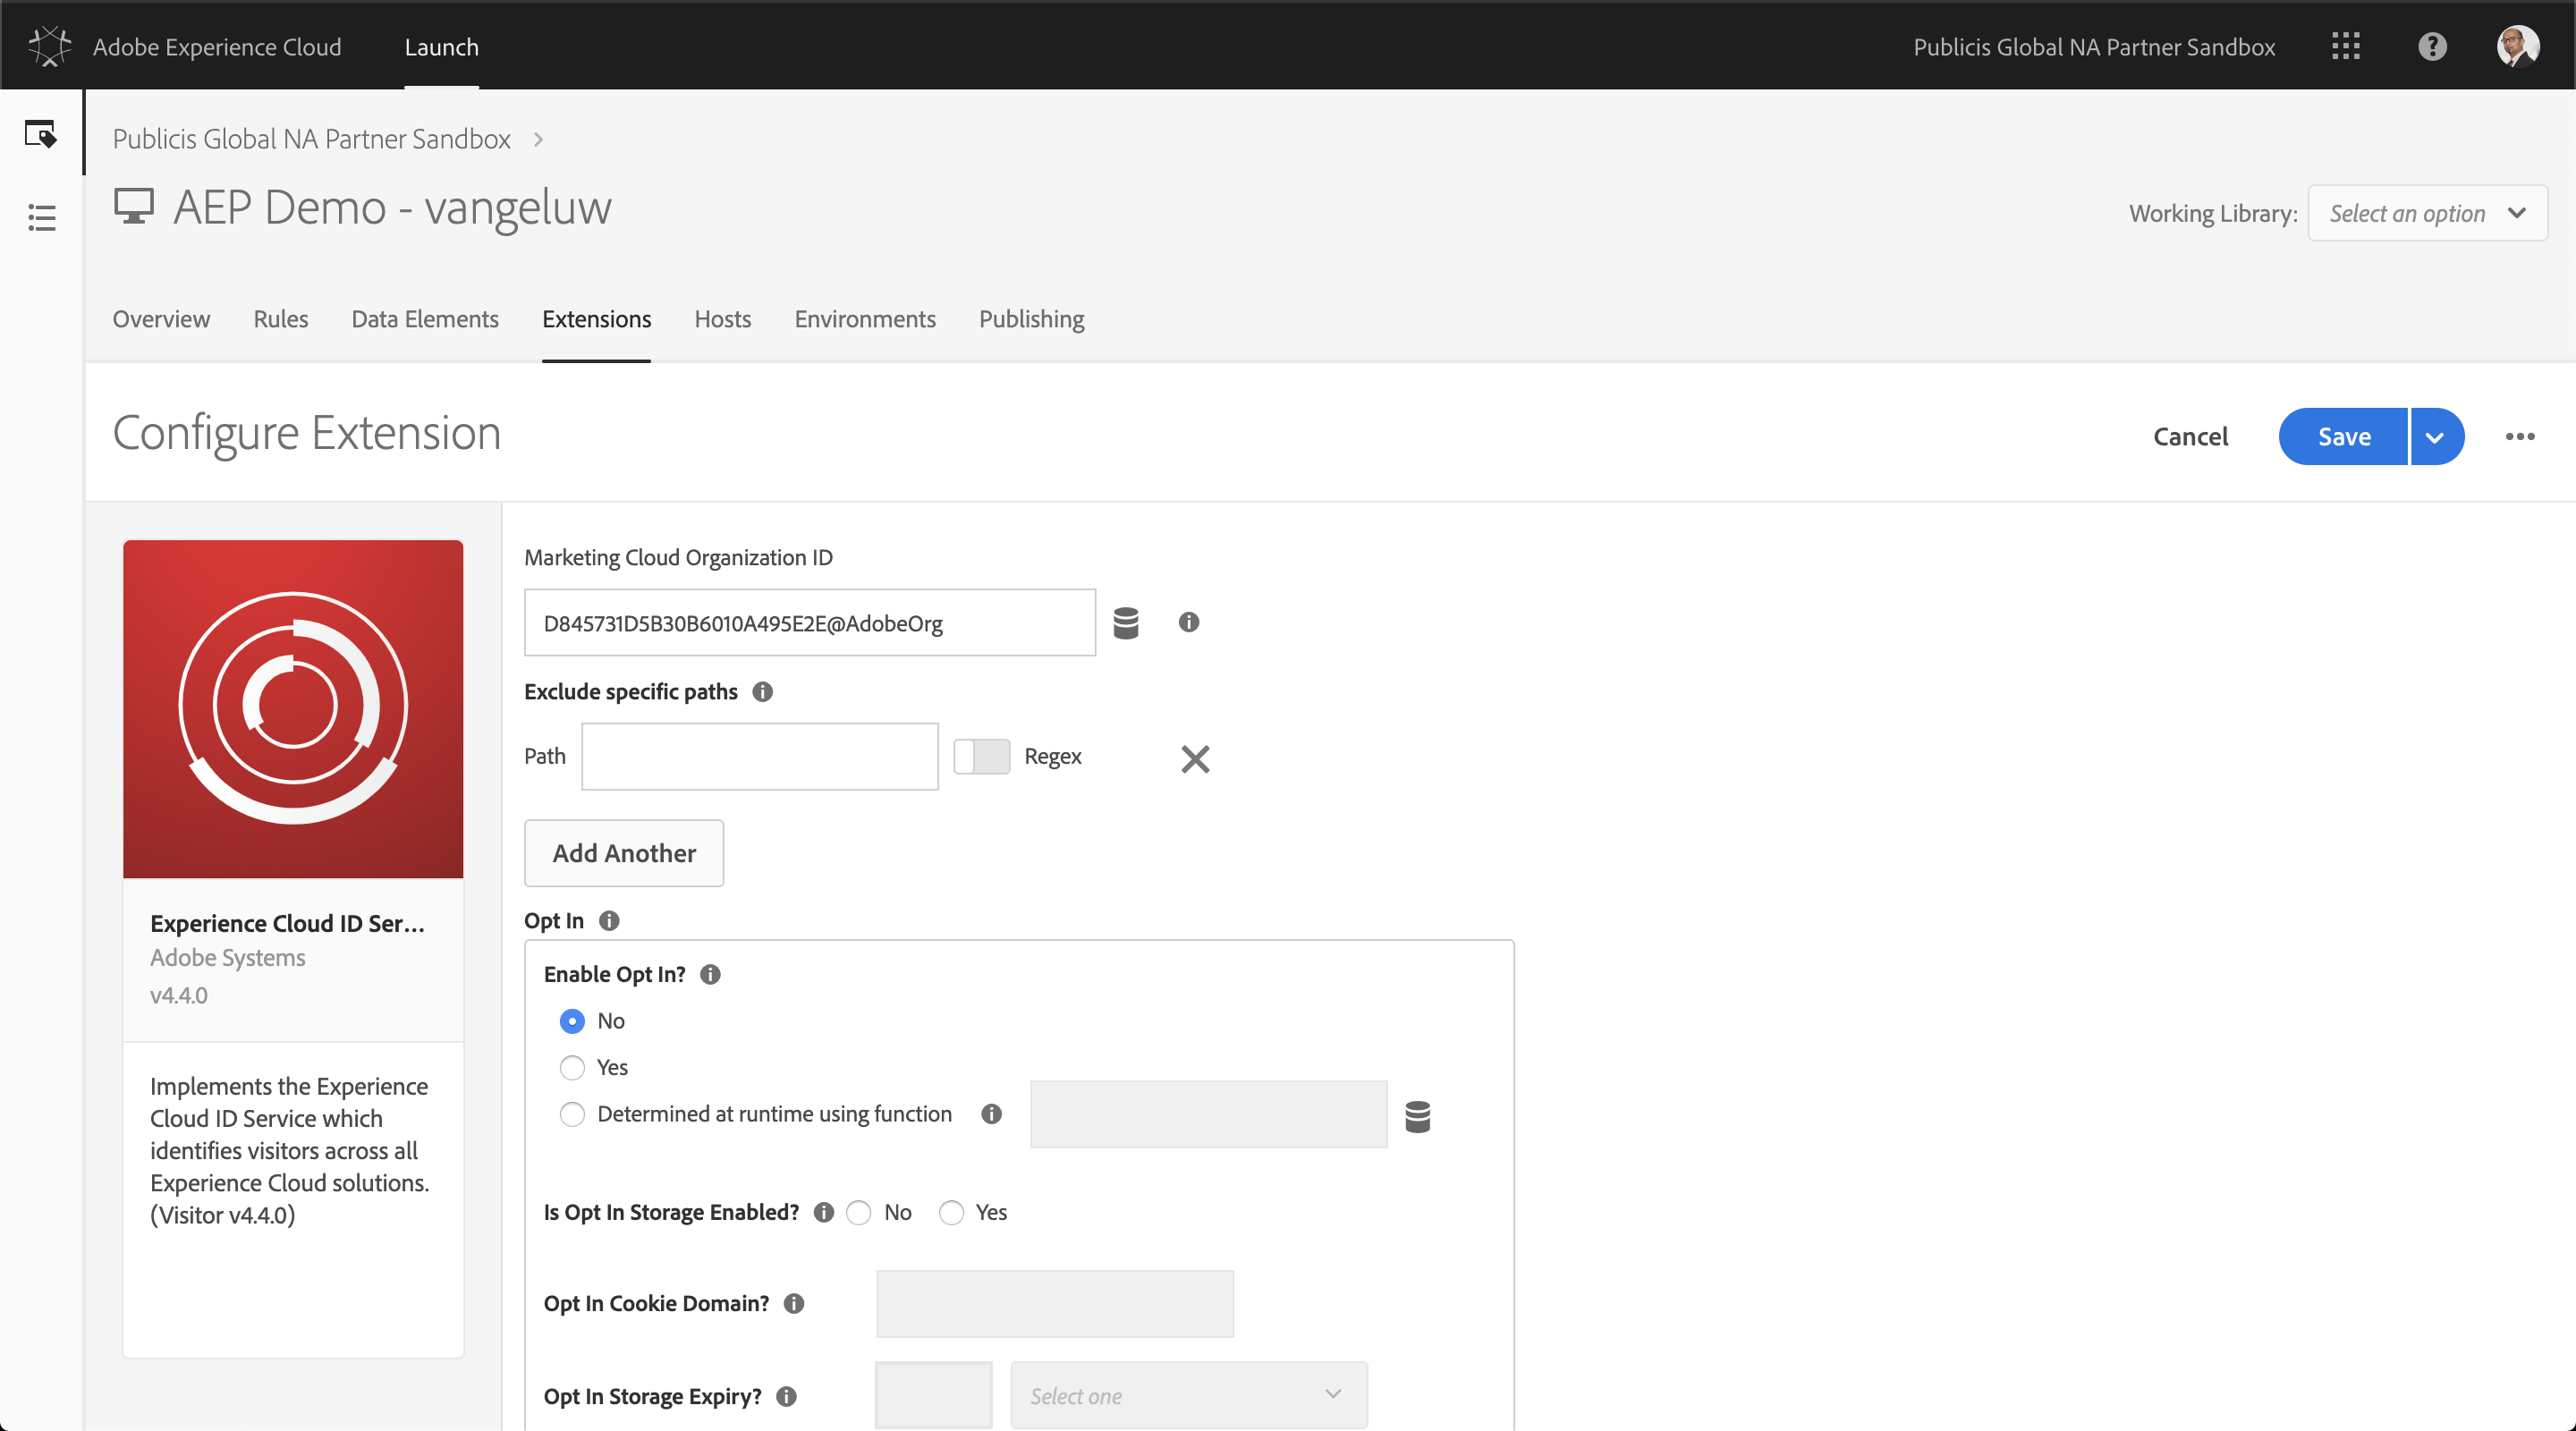 Adobe Experience Cloud
Launch
Publicis Global NA Partner Sandbox
Publicis Global NA Partner Sandbox
AEP Demo - vangeluw
Working Library:
Select an option
Overview
Rules
Data Elements
Extensions
Hosts
Environments
Publishing
Configure Extension
Cancel
Save
Experience Cloud ID Ser...
Adobe Systems
v4.4.0
Implements the Experience
Cloud ID Service which
identifies visitors across all
Experience Cloud solutions.
(Visitor v4.4.0)
Marketing Cloud Organization ID
D845731D5B30B6010A495E2E@AdobeOrg
Exclude specific paths
Path
Regex
Add Another
Opt In
Enable Opt In?
No
Yes
Determined at runtime using function
Is Opt In Storage Enabled?
No
Yes
Opt In Cookie Domain?
Opt In Storage Expiry?
Select one